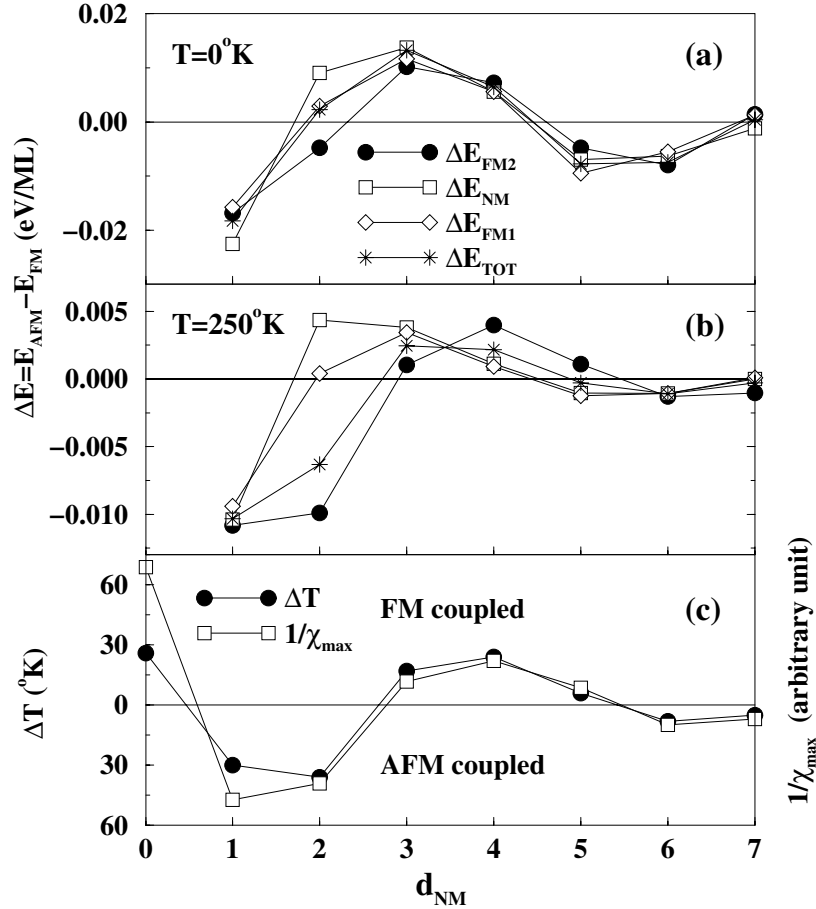 0.02
0.01
0.00
−0.02
T=0°K
(a)
ΔE_FM2
ΔE_NM
ΔE_FM1
ΔE_TOT
ΔE=E_AFM−E_FM (eV/ML)
0.005
0.000
−0.005
−0.010
T=250°K
(b)
60
30
0
30
60
ΔT
1/χ_max
FM coupled
(c)
AFM coupled
ΔT (°K)
1/χ_max (arbitrary unit)
0 1 2 3 4 5 6 7
d_NM